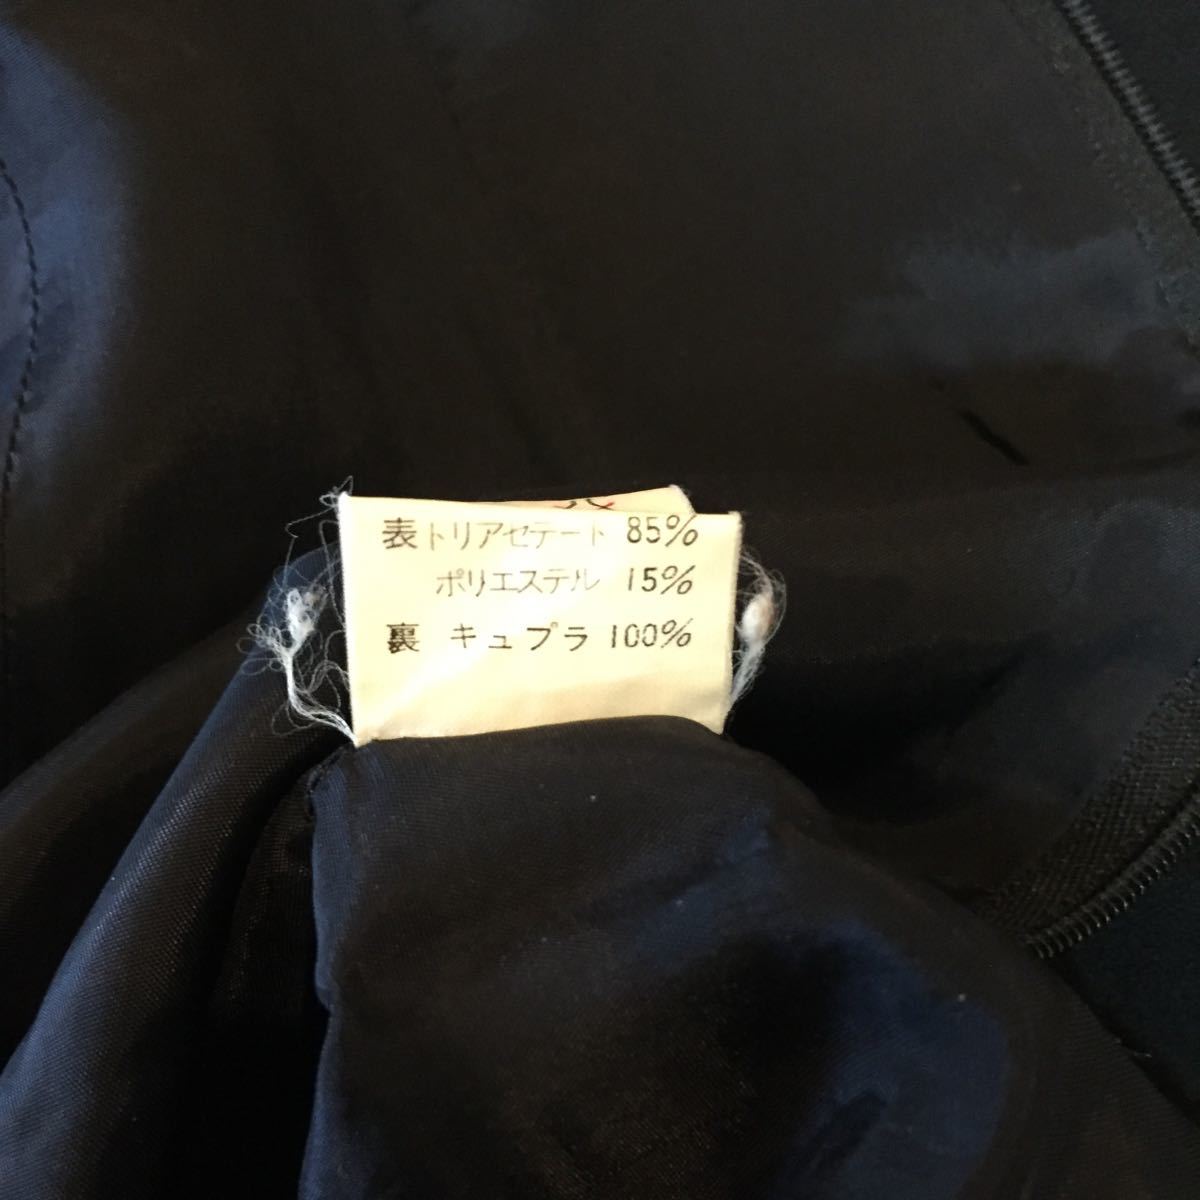 表トリアセテート 85%
ポリエステル 15%
裏 キュプラ 100%